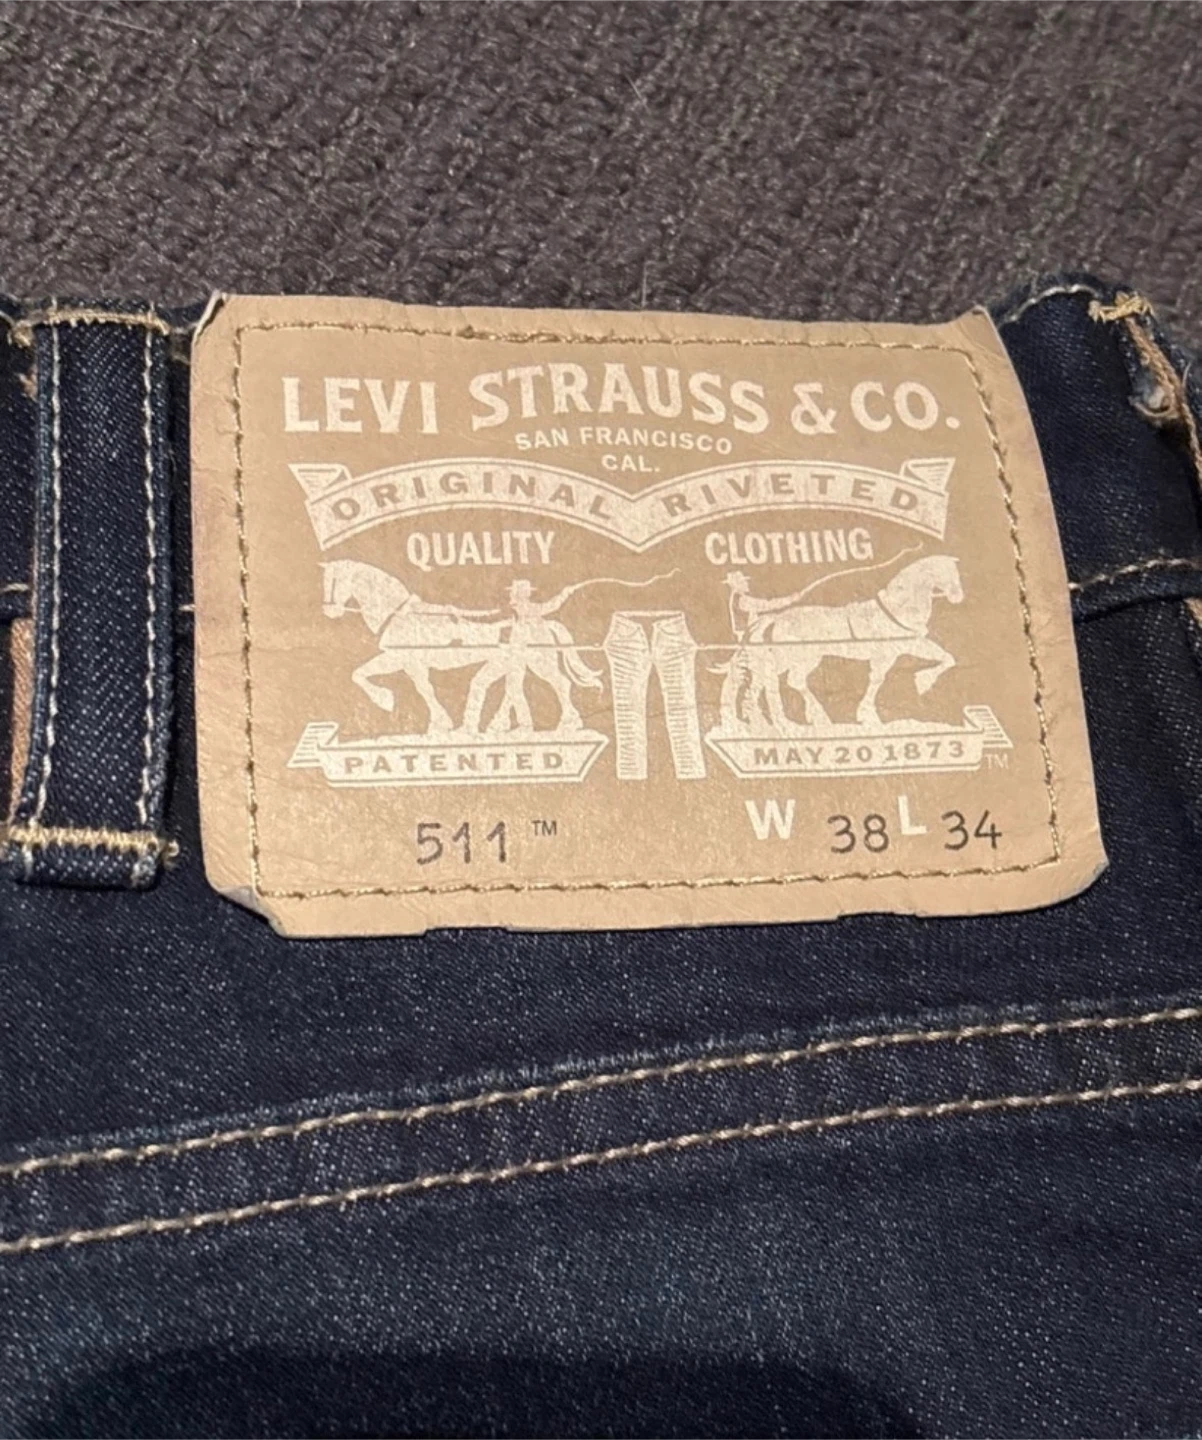 LEVI STRAUSS & CO.
SAN FRANCISCO
CAL.
ORIGINAL RIVETED
QUALITY CLOTHING
PATENTED MAY 20 1873 TM
511 TM W 38 L 34